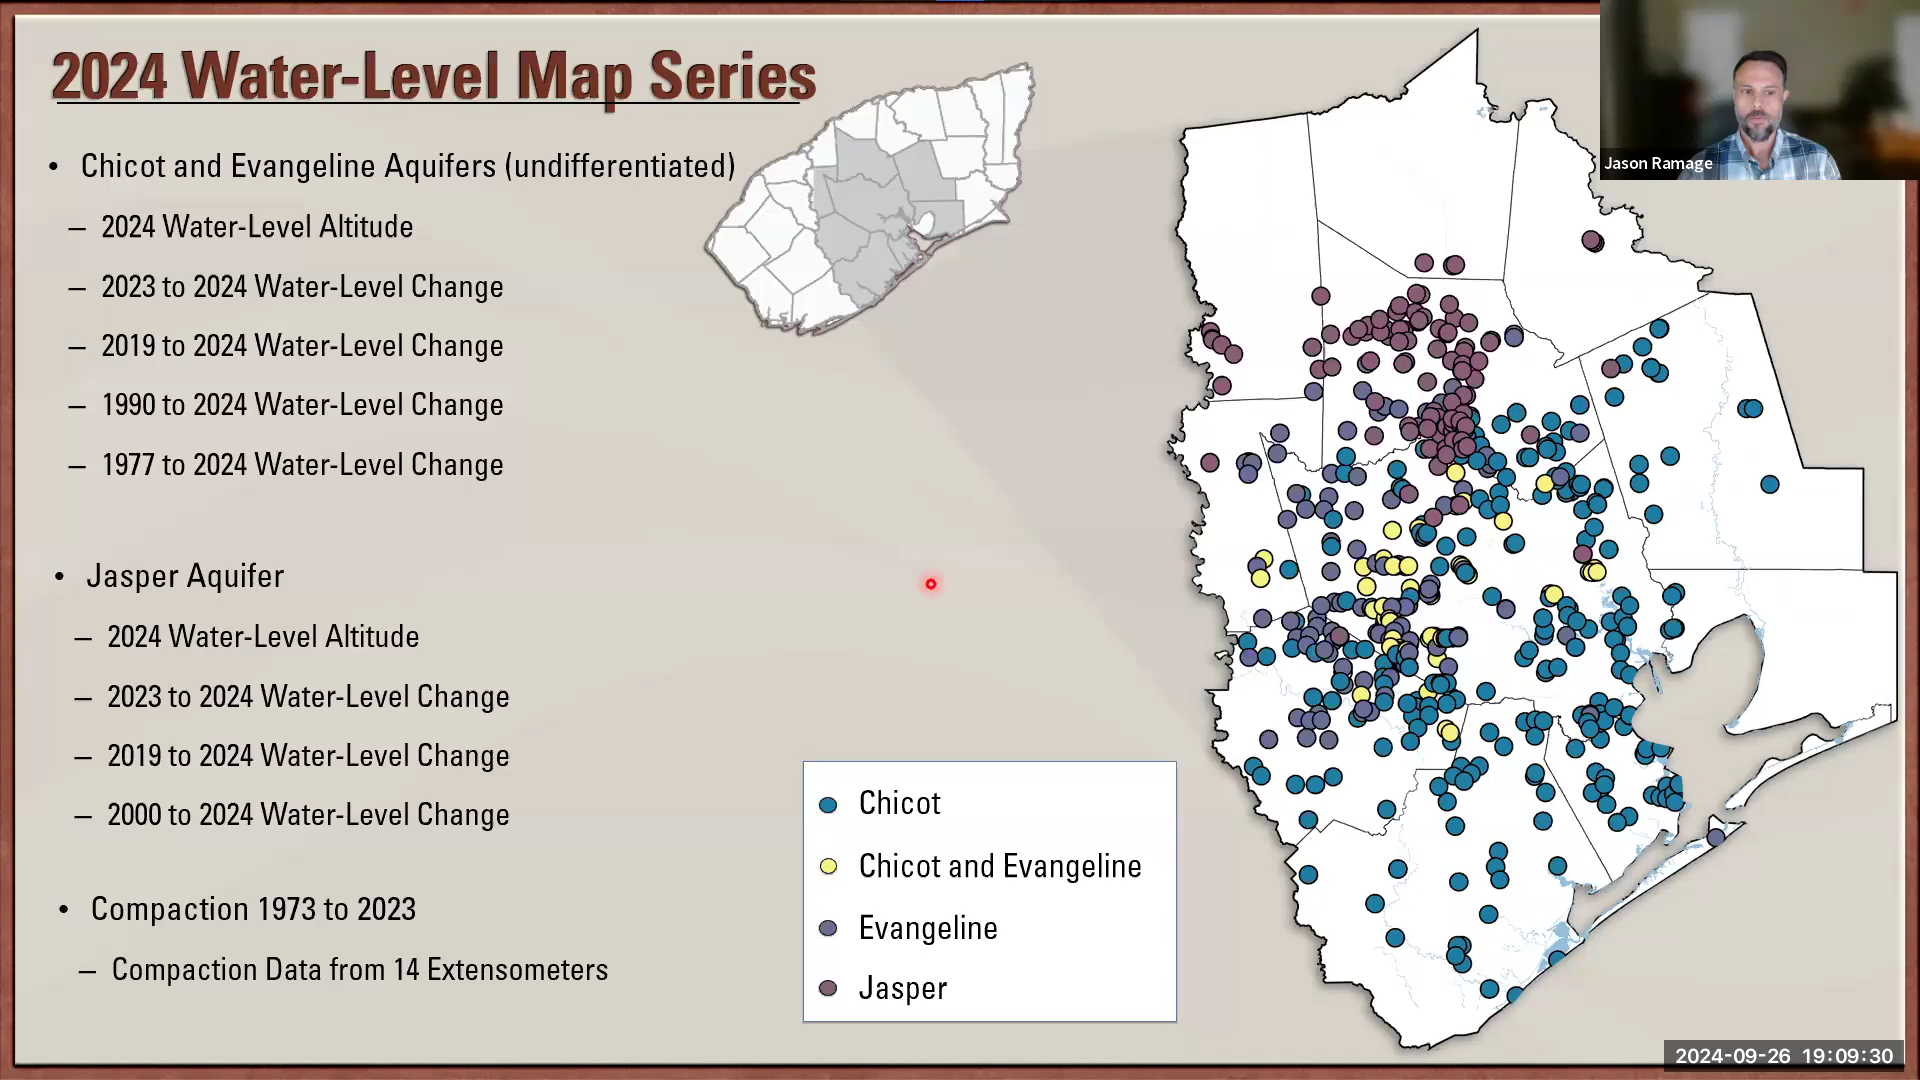 2024 Water-Level Map Series
• Chicot and Evangeline Aquifers (undifferentiated)
– 2024 Water-Level Altitude
– 2023 to 2024 Water-Level Change
– 2019 to 2024 Water-Level Change
– 1990 to 2024 Water-Level Change
– 1977 to 2024 Water-Level Change
• Jasper Aquifer
– 2024 Water-Level Altitude
– 2023 to 2024 Water-Level Change
– 2019 to 2024 Water-Level Change
– 2000 to 2024 Water-Level Change
• Compaction 1973 to 2023
– Compaction Data from 14 Extensometers
Chicot
Chicot and Evangeline
Evangeline
Jasper
Jason Ramage
2024-09-26 19:09:30